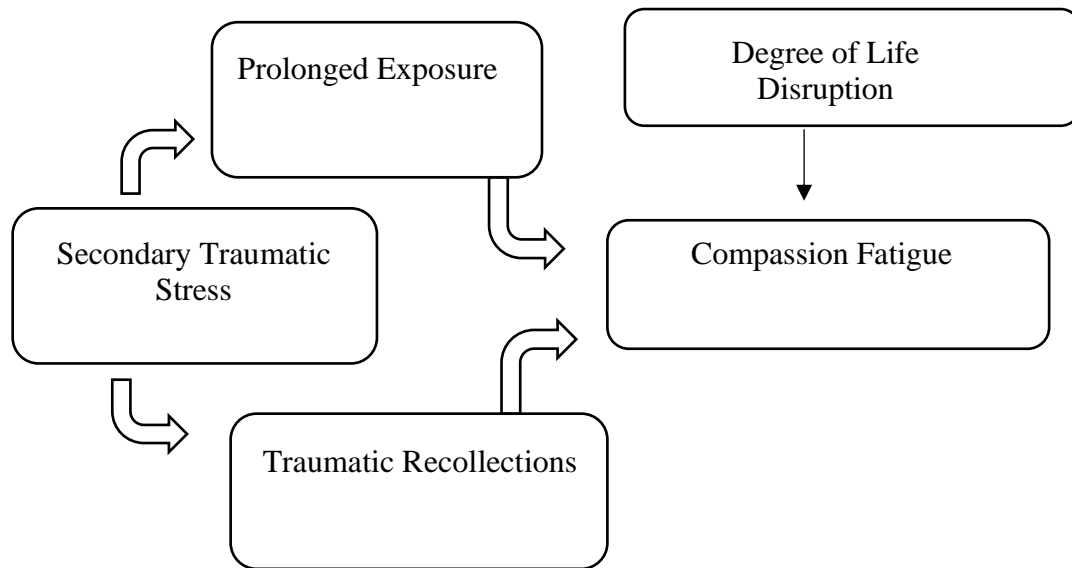 Prolonged Exposure
Degree of Life
Disruption
Secondary Traumatic
Stress
Compassion Fatigue
Traumatic Recollections